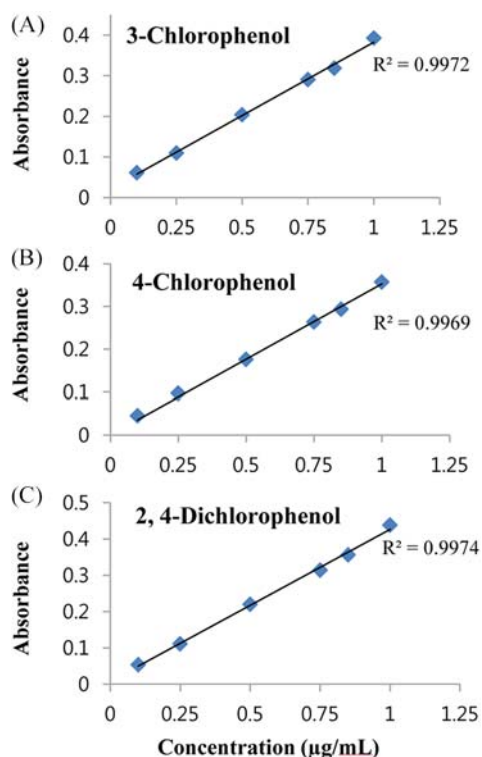 (A)
3-Chlorophenol
R² = 0.9972
Absorbance
0.4
0.3
0.2
0.1
0
0 0.25 0.5 0.75 1 1.25
(B)
4-Chlorophenol
R² = 0.9969
Absorbance
0.4
0.3
0.2
0.1
0
0 0.25 0.5 0.75 1 1.25
(C)
2, 4-Dichlorophenol
R² = 0.9974
Absorbance
0.5
0.4
0.3
0.2
0.1
0
0 0.25 0.5 0.75 1 1.25
Concentration (µg/mL)